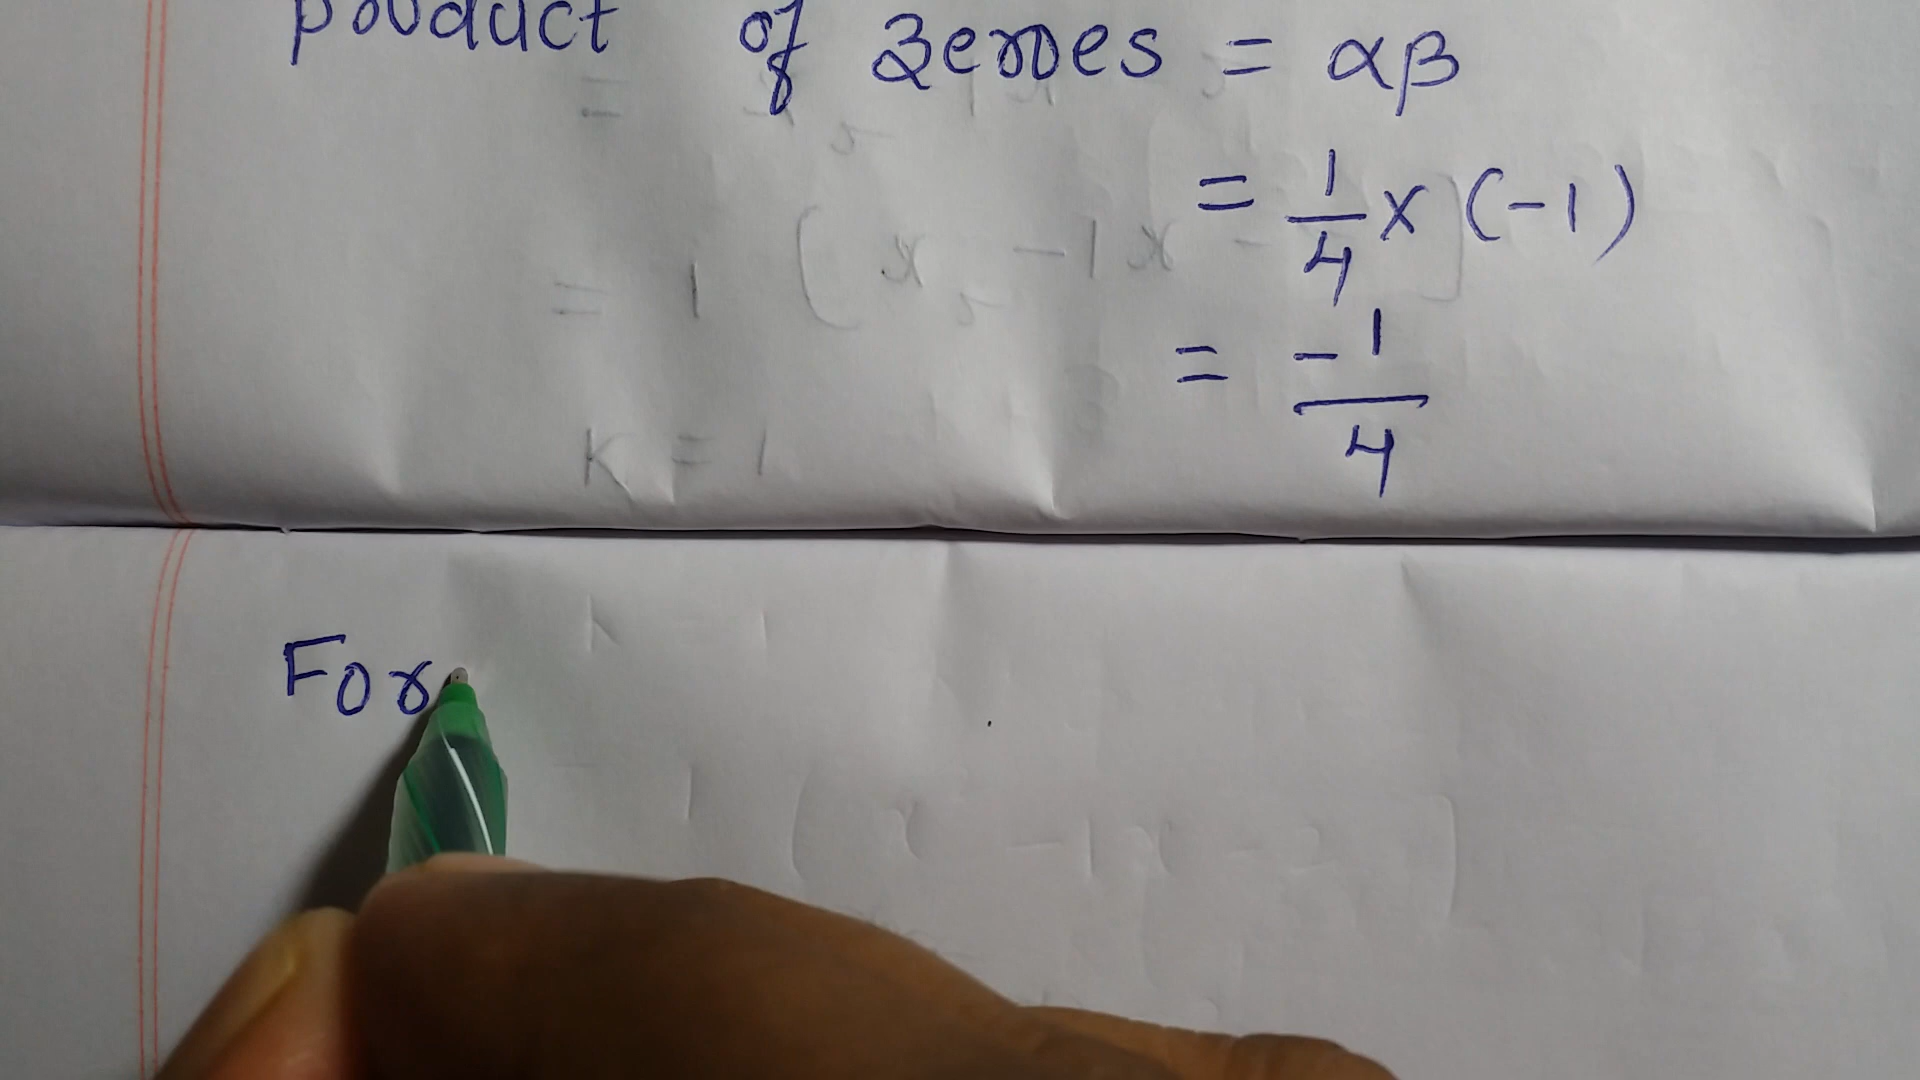 product of zeroes = αβ
= 1/4 x (-1)
= -1/4
For